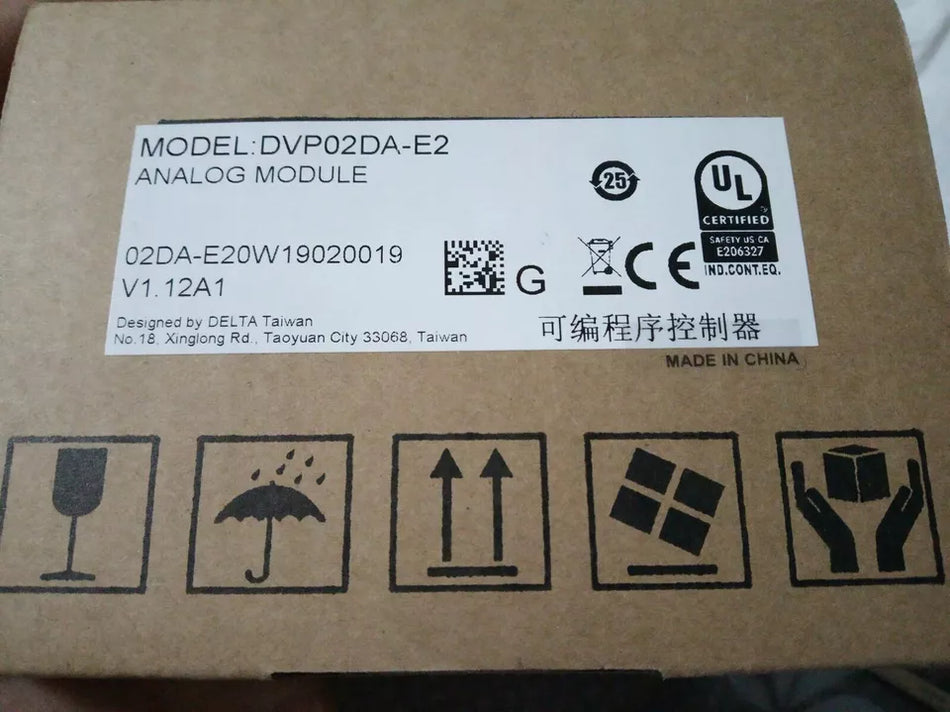 MODEL:DVP02DA-E2
ANALOG MODULE
25
UL
CERTIFIED
SAFETY US CA
E206327
IND.CONT.EQ.
02DA-E20W19020019
G
CE
V1.12A1
Designed by DELTA Taiwan
No.18, Xinglong Rd., Taoyuan City 33068, Taiwan
可编程序控制器
MADE IN CHINA